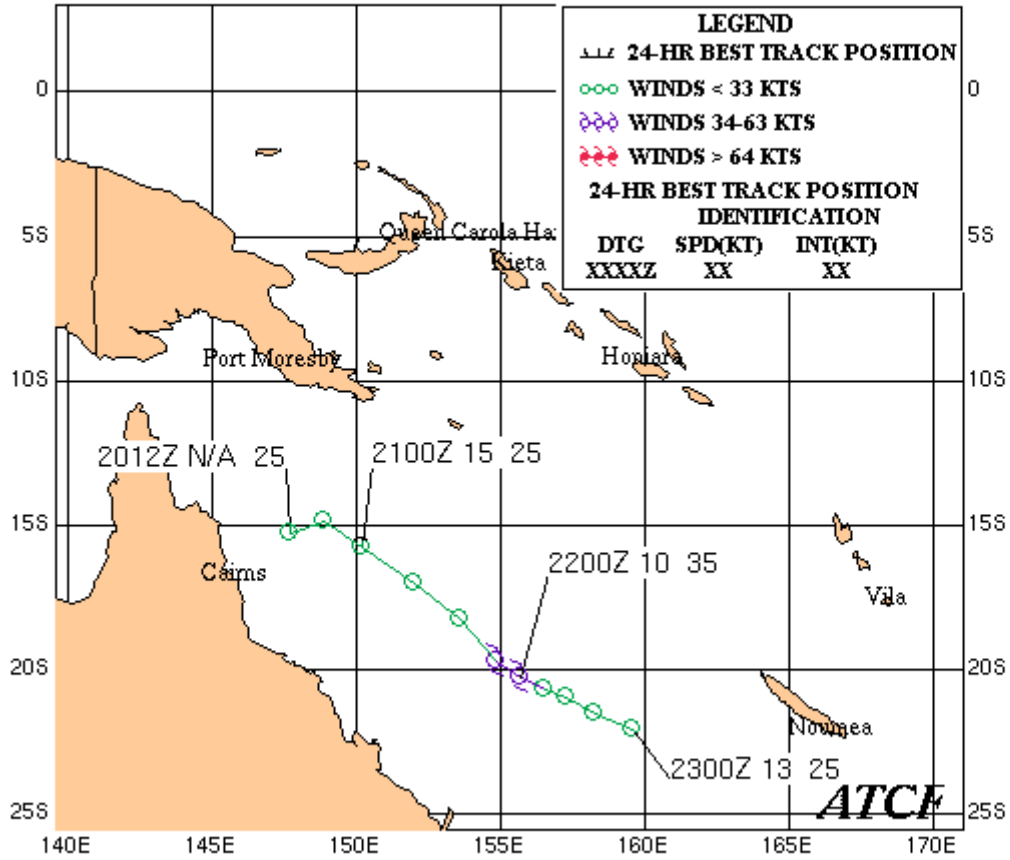 LEGEND
24-HR BEST TRACK POSITION
WINDS < 33 KTS
WINDS 34-63 KTS
WINDS > 64 KTS
24-HR BEST TRACK POSITION
IDENTIFICATION
DTG SPD(KT) INT(KT)
XXXXZ XX XX
0 0
5S Queen Carola Ha: 5S
Kieta
Port Moresby Honiara
10S 10S
2012Z N/A 25 2100Z 15 25
15S 15S
Cairns 2200Z 10 35
Vila
20S 20S
Noumea
2300Z 13 25
ATCF
25S 25S
140E 145E 150E 155E 160E 165E 170E